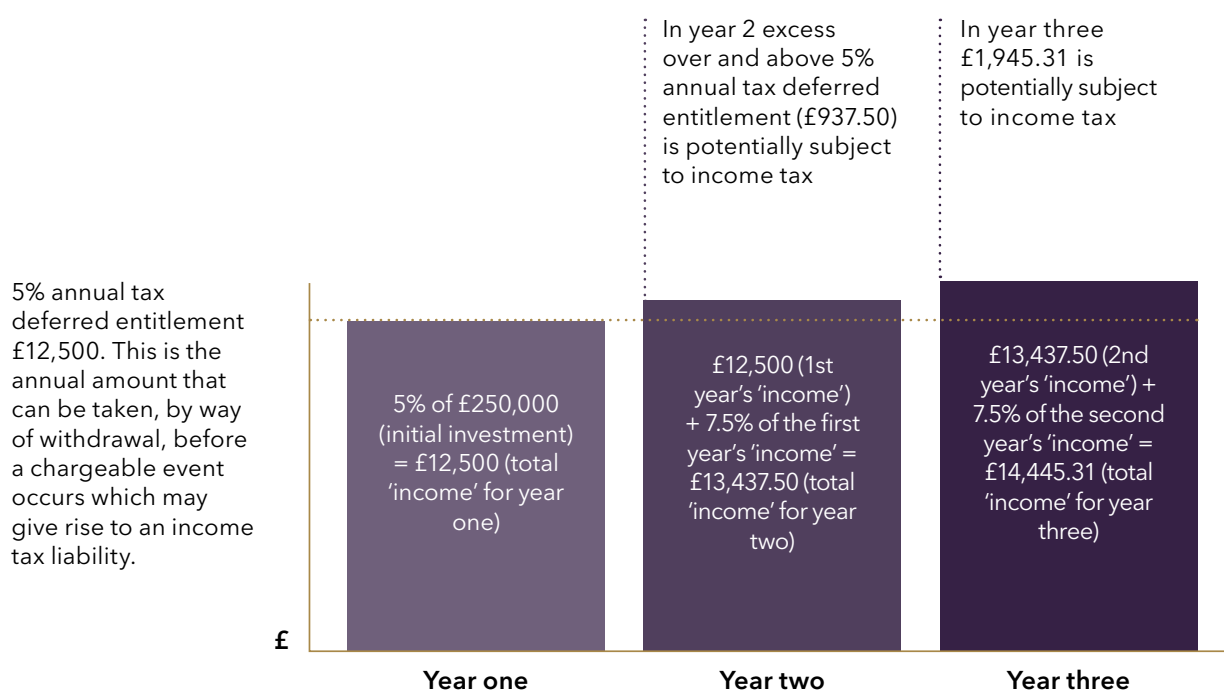 In year 2 excess
over and above 5%
annual tax deferred
entitlement (£937.50)
is potentially subject
to income tax
In year three
£1,945.31 is
potentially subject
to income tax
5% annual tax
deferred entitlement
£12,500. This is the
annual amount that
can be taken, by way
of withdrawal, before
a chargeable event
occurs which may
give rise to an income
tax liability.
5% of £250,000
(initial investment)
= £12,500 (total
‘income’ for year
one)
£12,500 (1st
year’s ‘income’)
+ 7.5% of the first
year’s ‘income’ =
£13,437.50 (total
‘income’ for year
two)
£13,437.50 (2nd
year’s ‘income’) +
7.5% of the second
year’s ‘income’ =
£14,445.31 (total
‘income’ for year
three)
£
Year one
Year two
Year three